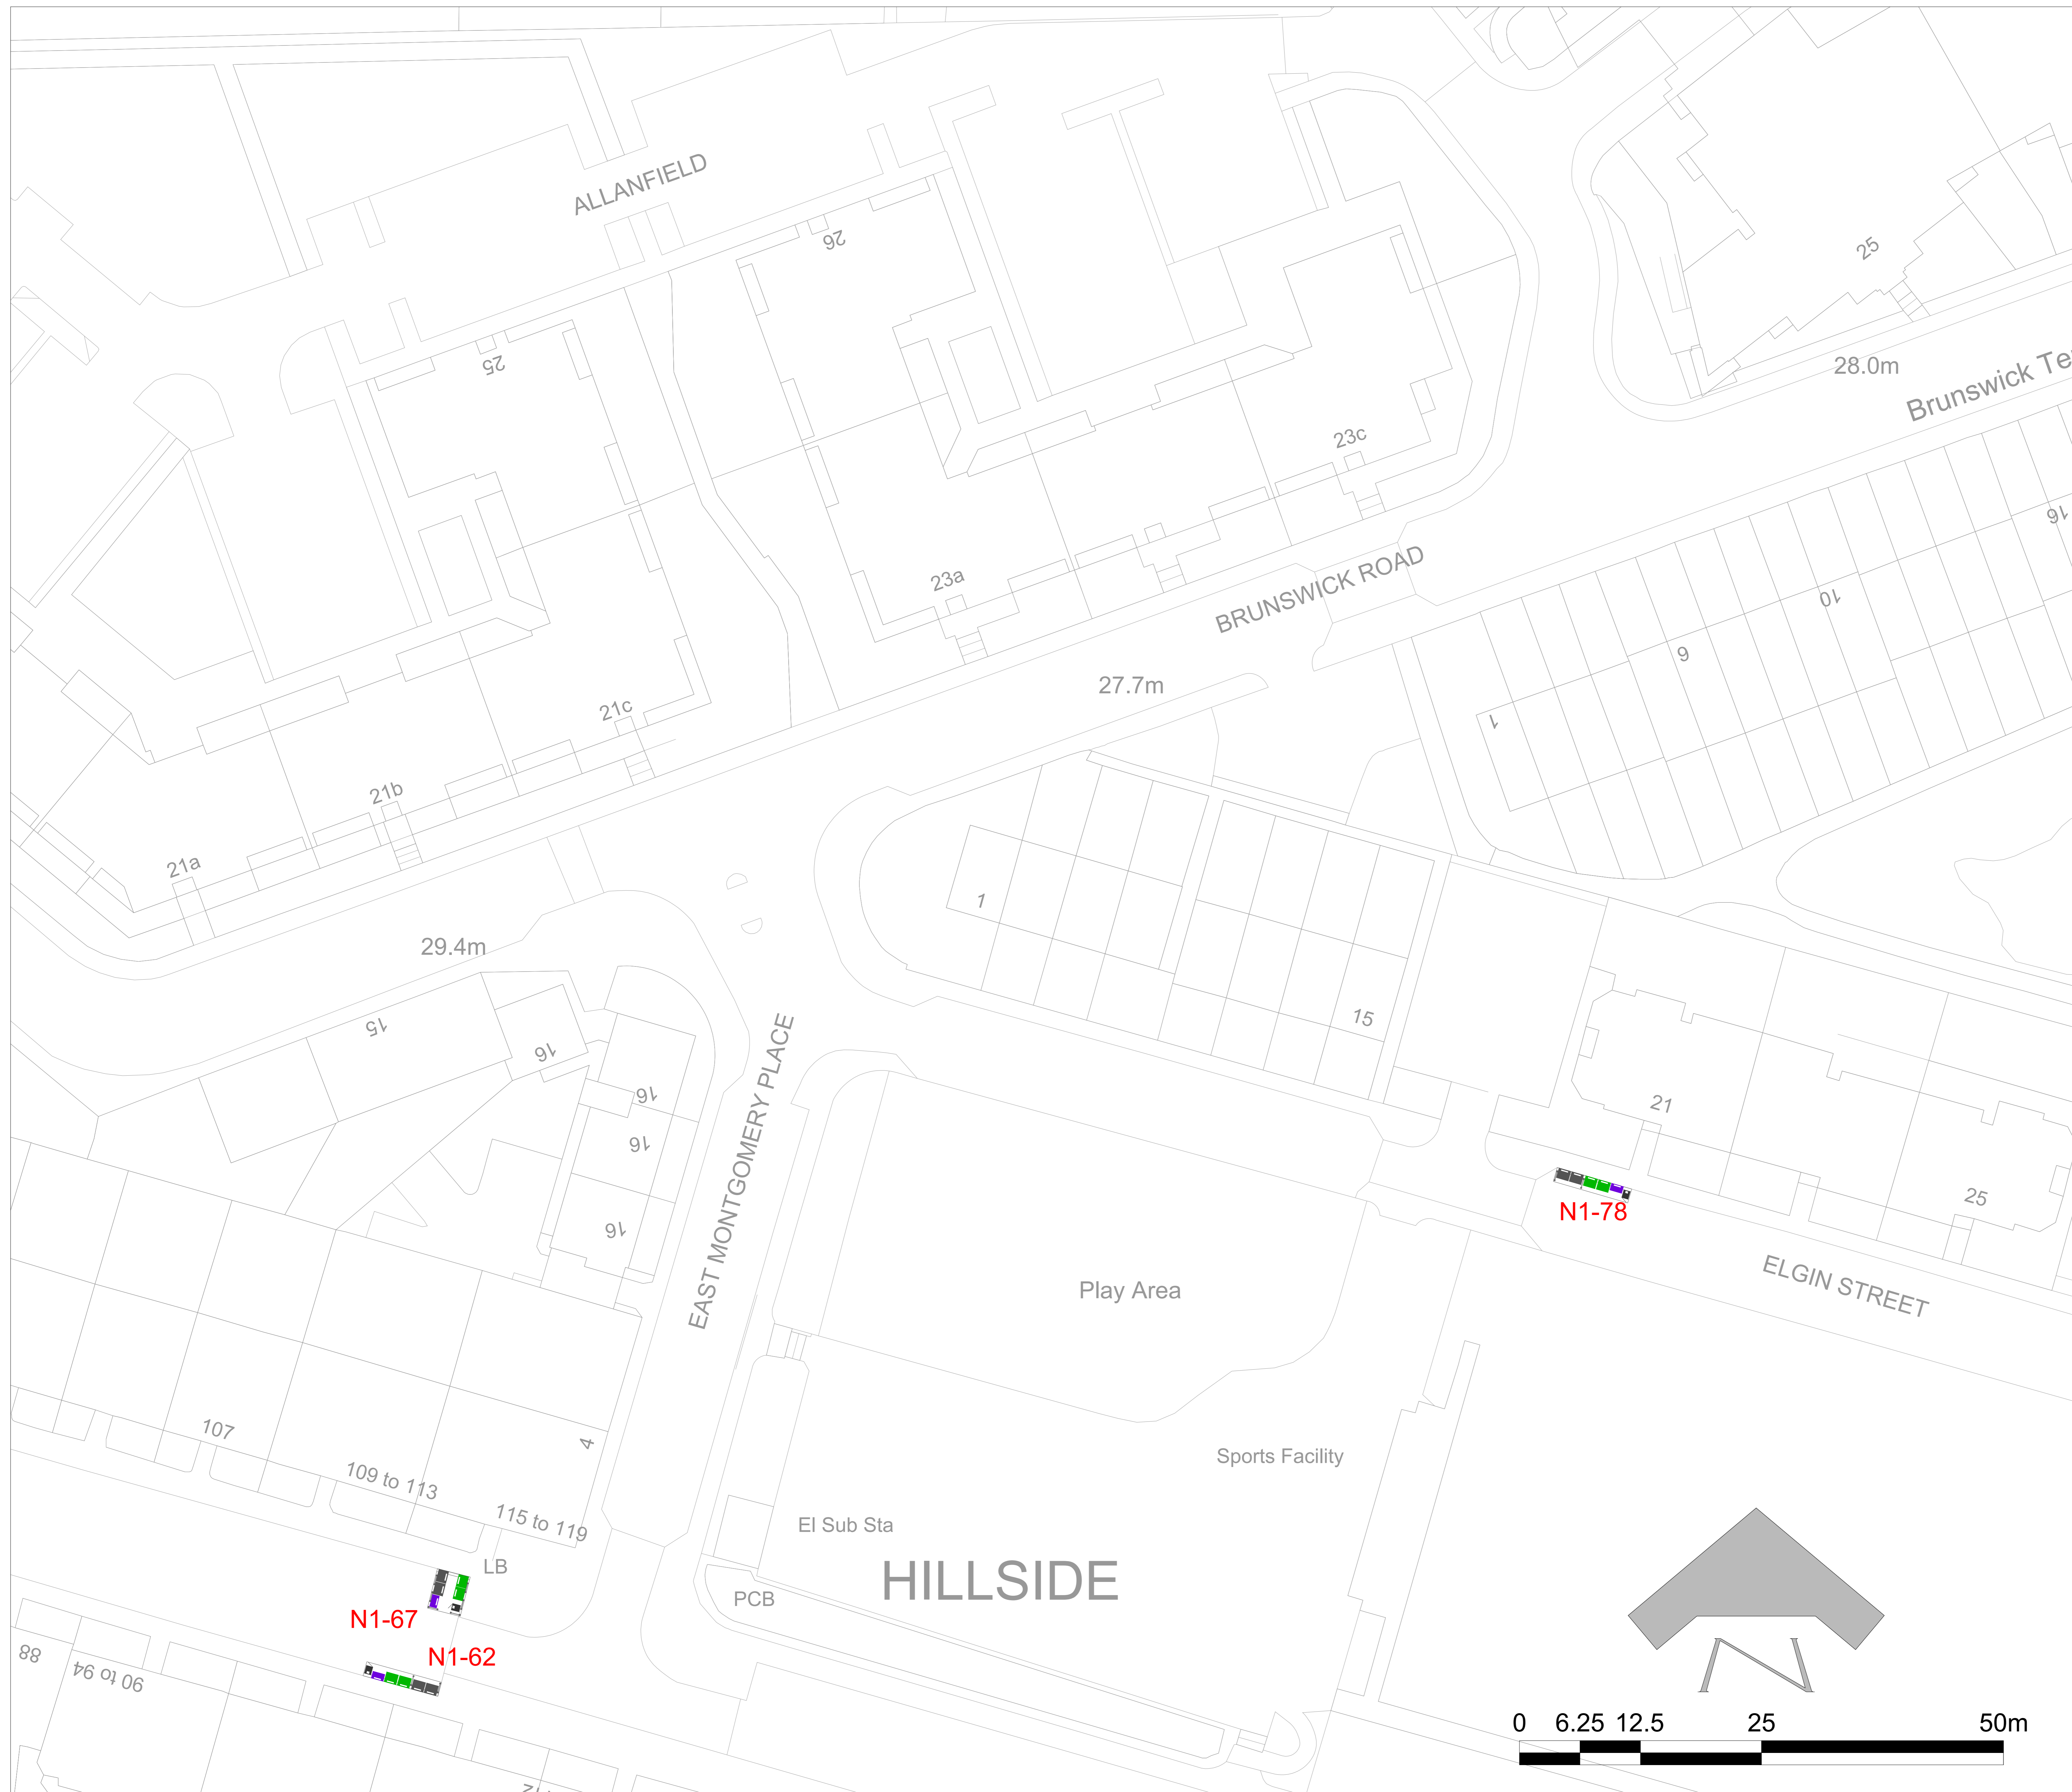 ALLANFIELD
26
25
25
28.0m
Brunswick Te
23c
16
23a
BRUNSWICK ROAD
10
9
27.7m
1
21c
21b
21a
1
29.4m
15
15
16
16
16
16
EAST MONTGOMERY PLACE
21
25
N1-78
ELGIN STREET
Play Area
107
4
109 to 113
115 to 119
Sports Facility
El Sub Sta
LB
HILLSIDE
PCB
N1-67
N1-62
88
90 to 94
N
0 6.25 12.5 25 50m